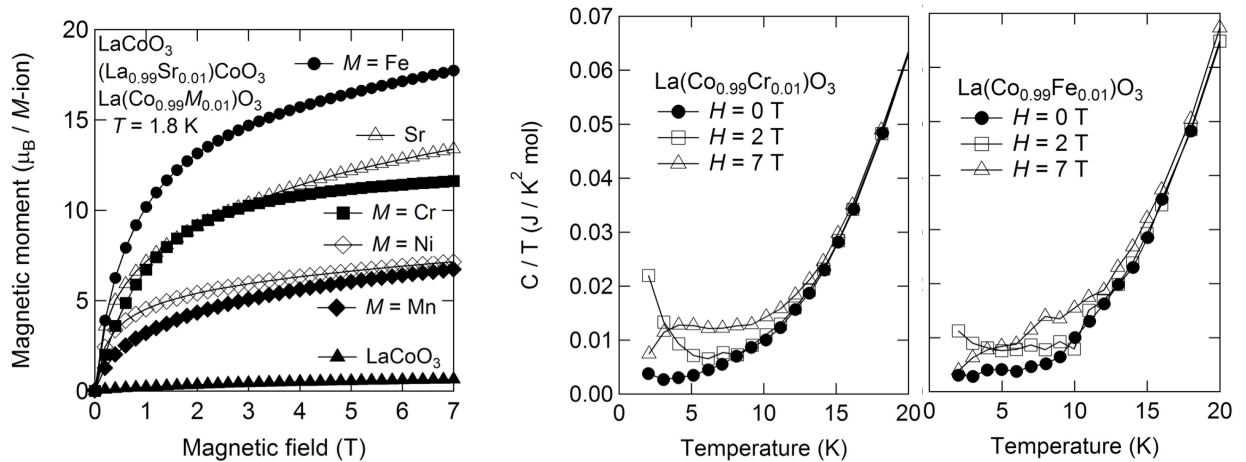 20
15
10
5
0
Magnetic moment (μB / M-ion)
LaCoO3
(La0.99Sr0.01)CoO3
La(Co0.99M0.01)O3
T = 1.8 K
M = Fe
Sr
M = Cr
M = Ni
M = Mn
LaCoO3
0 1 2 3 4 5 6 7
Magnetic field (T)
0.07
0.06
0.05
0.04
0.03
0.02
0.01
0.00
C / T (J / K2 mol)
La(Co0.99Cr0.01)O3
H = 0 T
H = 2 T
H = 7 T
0 5 10 15 20
Temperature (K)
La(Co0.99Fe0.01)O3
H = 0 T
H = 2 T
H = 7 T
0 5 10 15 20
Temperature (K)